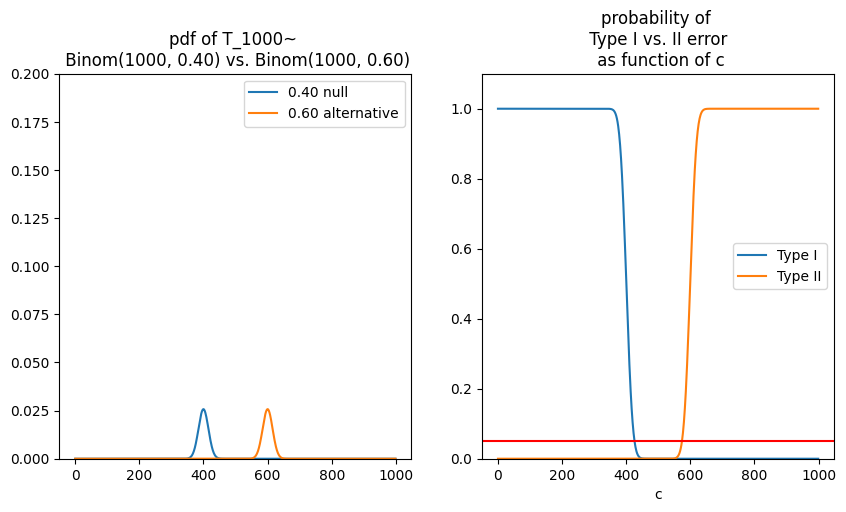 pdf of T_1000~
Binom(1000, 0.40) vs. Binom(1000, 0.60)
0.200
0.175
0.150
0.125
0.100
0.075
0.050
0.025
0.000
0 200 400 600 800 1000
0.40 null
0.60 alternative
probability of
Type I vs. II error
as function of c
1.0
0.8
0.6
0.4
0.2
0.0
0 200 400 600 800 1000
c
Type I
Type II